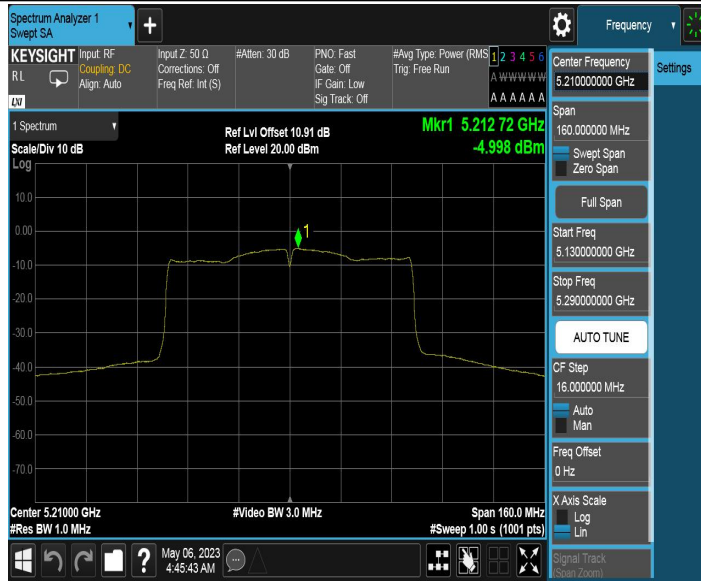 Spectrum Analyzer 1
Swept SA
Frequency
KEYSIGHT
RL
LXI
Input: RF
Coupling: DC
Align: Auto
Input Z: 50 Ω
Corrections: Off
Freq Ref: Int (S)
#Atten: 30 dB
PNO: Fast
Gate: Off
IF Gain: Low
Sig Track: Off
#Avg Type: Power (RMS
Trig: Free Run
1 2 3 4 5 6
A W W W W W
A A A A A A
1 Spectrum
Scale/Div 10 dB
Log
Ref Lvl Offset 10.91 dB
Ref Level 20.00 dBm
Mkr1 5.212 72 GHz
-4.998 dBm
10.0
0.00
-10.0
-20.0
-30.0
-40.0
-50.0
-60.0
-70.0
1
Center 5.21000 GHz
#Res BW 1.0 MHz
#Video BW 3.0 MHz
Span 160.0 MHz
#Sweep 1.00 s (1001 pts)
May 06, 2023
4:45:43 AM
Settings
Center Frequency
5.210000000 GHz
Span
160.000000 MHz
Swept Span
Zero Span
Full Span
Start Freq
5.130000000 GHz
Stop Freq
5.290000000 GHz
AUTO TUNE
CF Step
16.000000 MHz
Auto
Man
Freq Offset
0 Hz
X Axis Scale
Log
Lin
Signal Track
(Span Zoom)